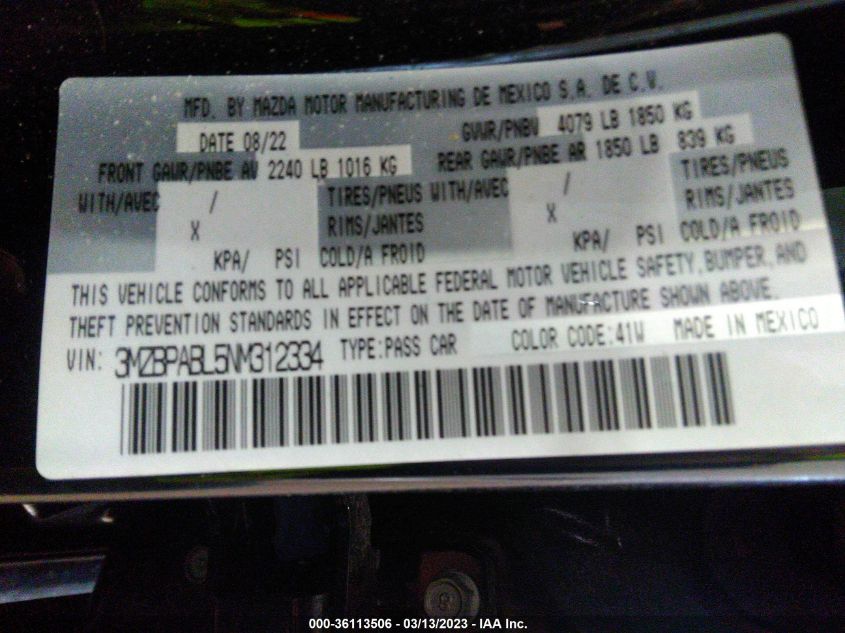 MFD. BY MAZDA MOTOR MANUFACTURING DE MEXICO S.A. DE C.V.
DATE 08/22 GVWR/PNBV 4079 LB 1850 KG
FRONT GAWR/PNBE AV 2240 LB 1016 KG REAR GAWR/PNBE AR 1850 LB 839 KG
WITH/AVEC / TIRES/PNEUS WITH/AVEC / TIRES/PNEUS
X RIMS/JANTES X RIMS/JANTES
KPA/ PSI COLD/A FROID KPA/ PSI COLD/A FROID
THIS VEHICLE CONFORMS TO ALL APPLICABLE FEDERAL MOTOR VEHICLE SAFETY, BUMPER, AND
THEFT PREVENTION STANDARDS IN EFFECT ON THE DATE OF MANUFACTURE SHOWN ABOVE.
VIN: 3MZBPABL5NM312334 TYPE:PASS CAR COLOR CODE:41W MADE IN MEXICO
000-36113506 - 03/13/2023 - IAA Inc.